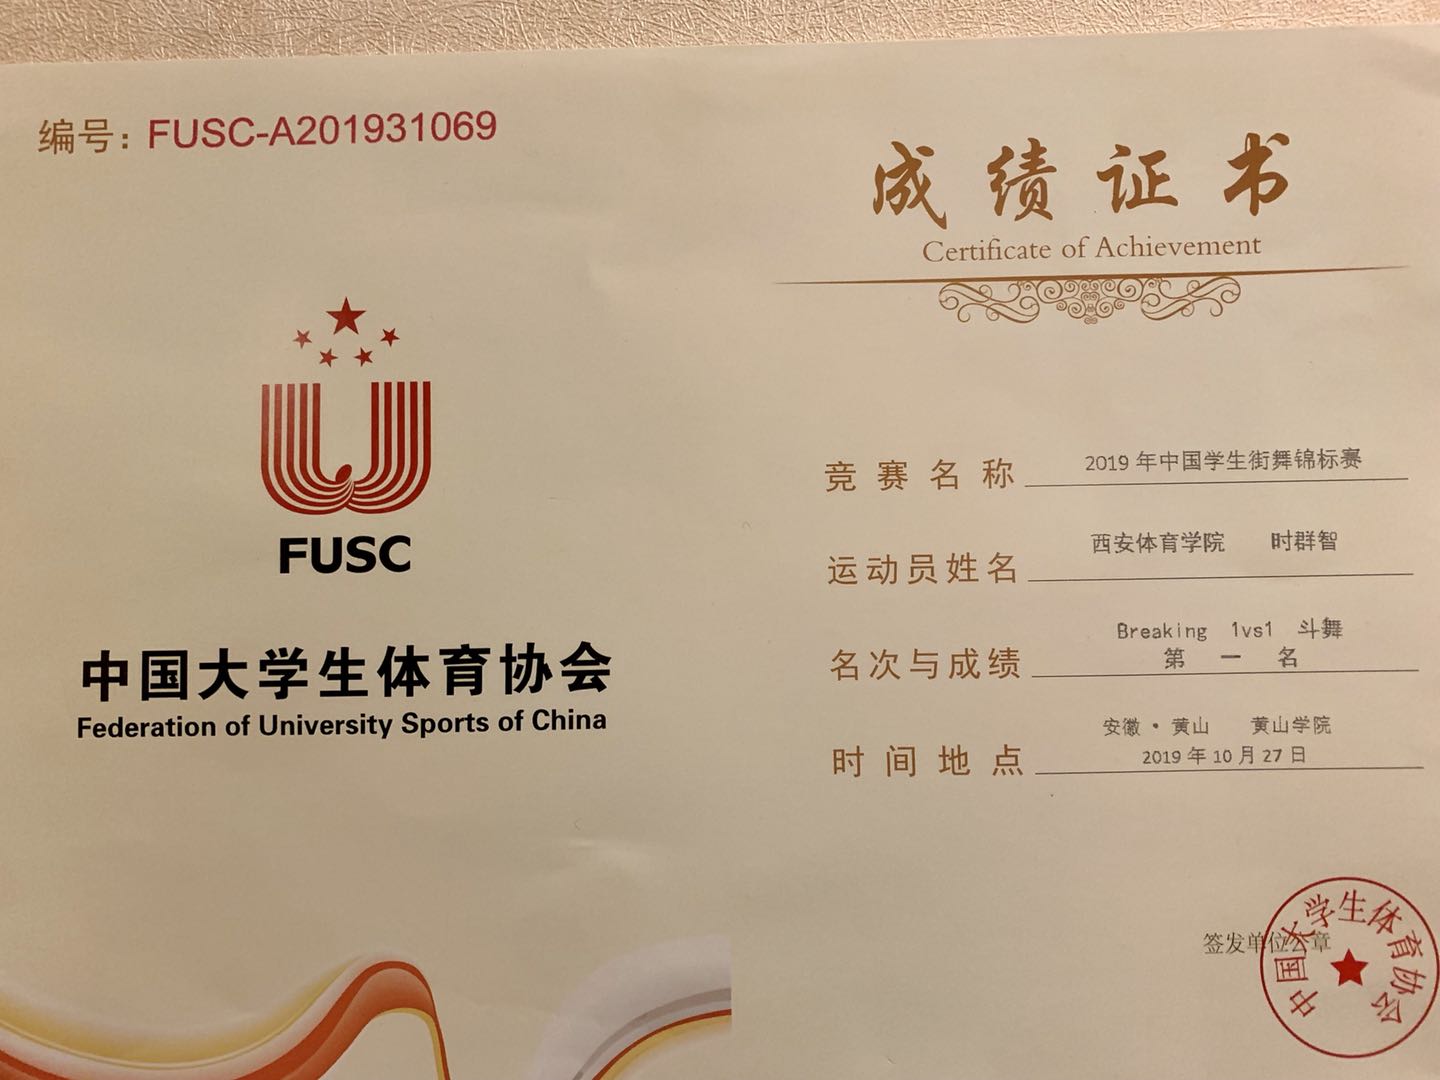 编号：FUSC-A201931069
FUSC
中国大学生体育协会
Federation of University Sports of China
成绩证书
Certificate of Achievement
竞赛名称 2019年中国学生街舞锦标赛
运动员姓名 西安体育学院 时群智
名次与成绩 Breaking 1vs1 斗舞
第一名
时间地点 安徽·黄山 黄山学院
2019年10月27日
签发单位公章
中国大学生体育协会